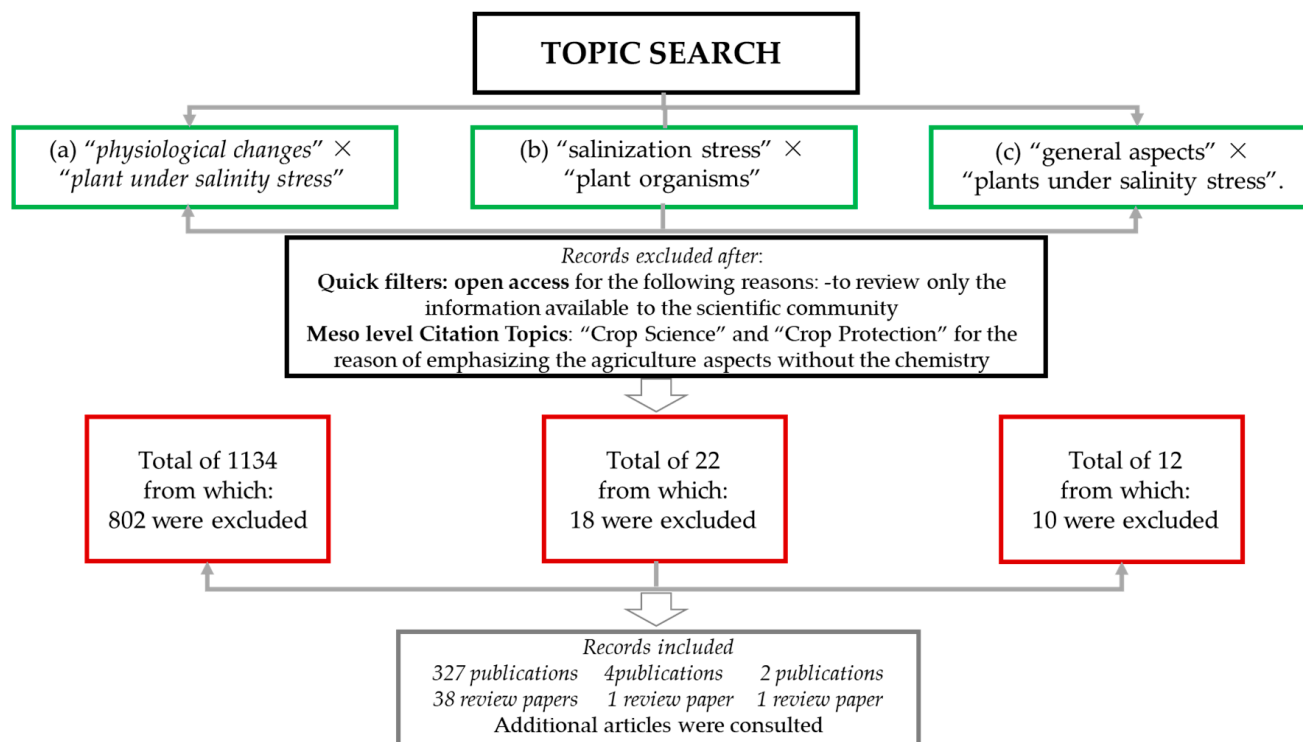 TOPIC SEARCH
(a) “physiological changes” ×
“plant under salinity stress”
(b) “salinization stress” ×
“plant organisms”
(c) “general aspects” ×
“plants under salinity stress”.
Records excluded after:
Quick filters: open access for the following reasons: -to review only the
information available to the scientific community
Meso level Citation Topics: “Crop Science” and “Crop Protection” for the
reason of emphasizing the agriculture aspects without the chemistry
Total of 1134
from which:
802 were excluded
Total of 22
from which:
18 were excluded
Total of 12
from which:
10 were excluded
Records included
327 publications 4publications 2 publications
38 review papers 1 review paper 1 review paper
Additional articles were consulted